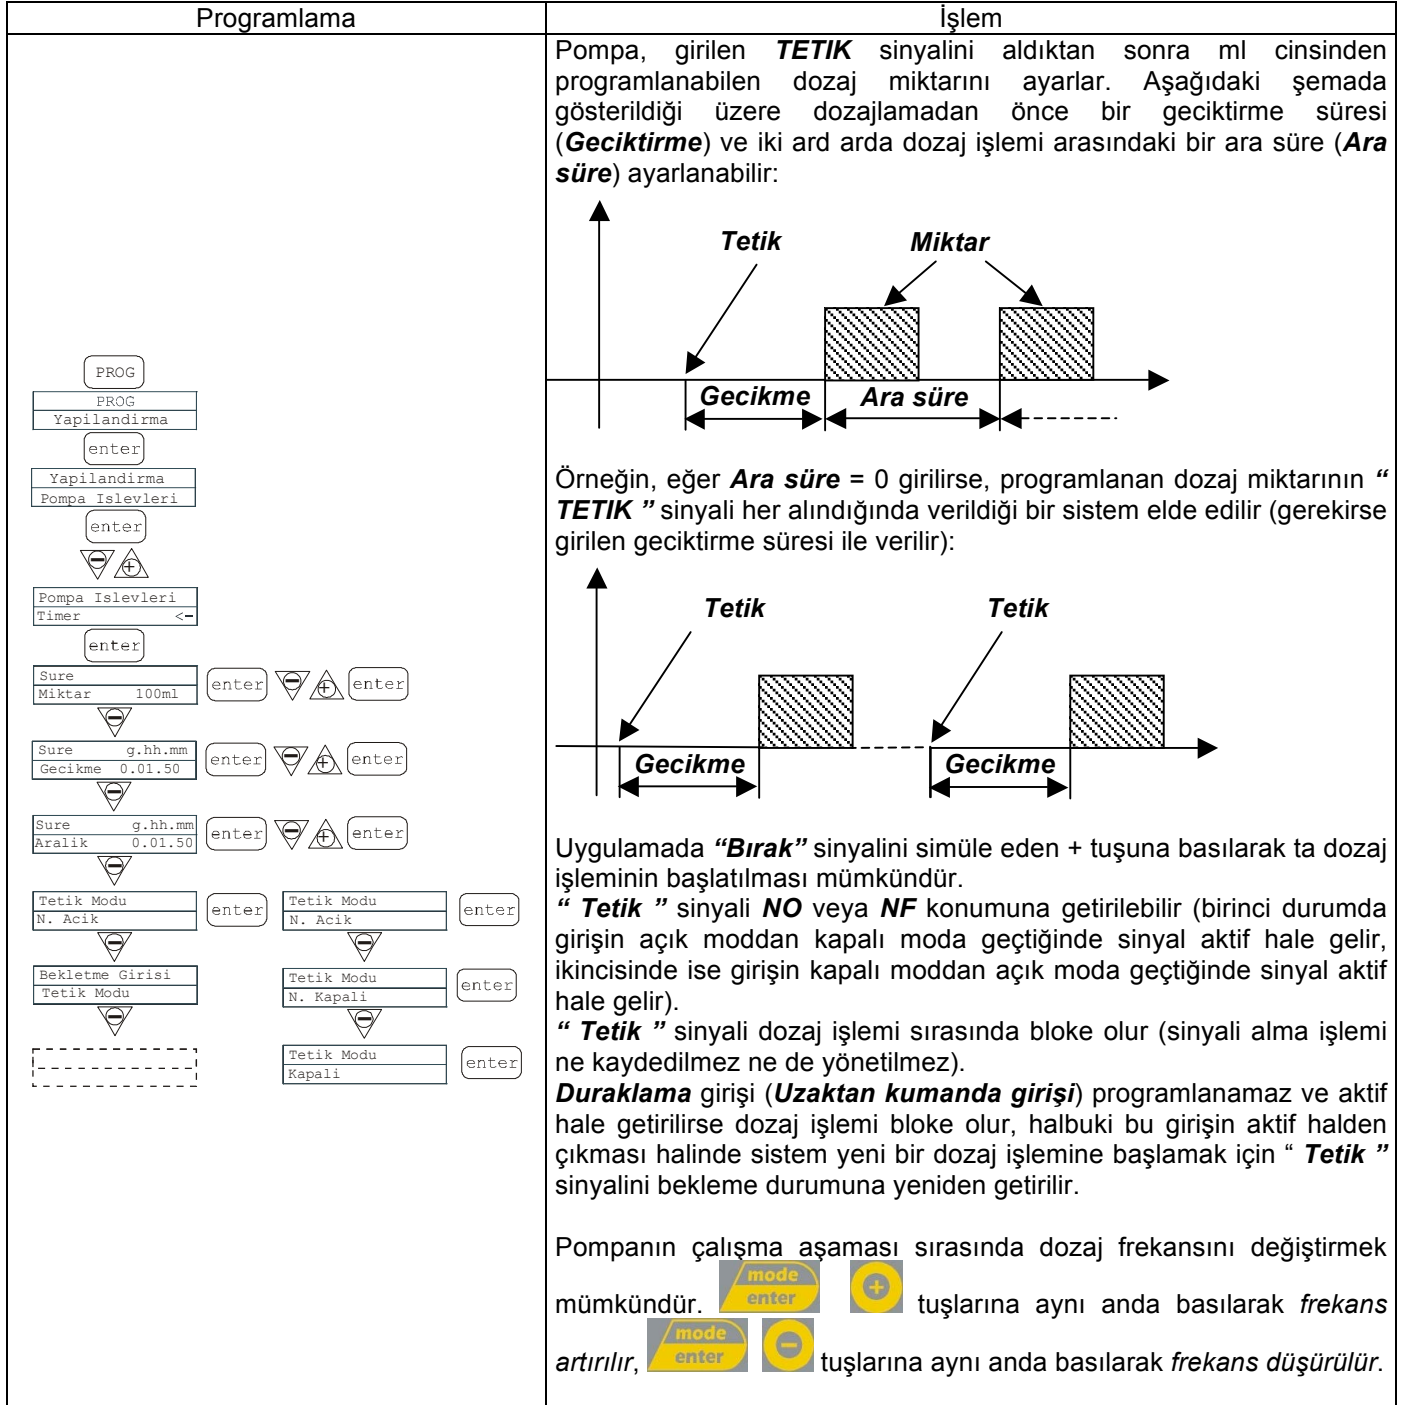 Programlama
İşlem
PROG
PROG
Yapilandirma
enter
Yapilandirma
Pompa Islevleri
enter
Pompa Islevleri
Timer <-
enter
Sure
Miktar 100ml
enter
enter
Sure g.hh.mm
Gecikme 0.01.50
enter
enter
Sure g.hh.mm
Aralik 0.01.50
enter
enter
Tetik Modu
N. Acik
enter
Tetik Modu
N. Acik
enter
Bekletme Girisi
Tetik Modu
Tetik Modu
N. Kapali
enter
Tetik Modu
Kapali
enter
Pompa, girilen TETIK sinyalini aldıktan sonra ml cinsinden
programlanabilen dozaj miktarını ayarlar. Aşağıdaki şemada
gösterildiği üzere dozajlamadan önce bir geciktirme süresi
(Geciktirme) ve iki ard arda dozaj işlemi arasındaki bir ara süre (Ara
süre) ayarlanabilir:
Tetik
Miktar
Gecikme
Ara süre
Örneğin, eğer Ara süre = 0 girilirse, programlanan dozaj miktarının “
TETIK ” sinyali her alındığında verildiği bir sistem elde edilir (gerekirse
girilen geciktirme süresi ile verilir):
Tetik
Tetik
Gecikme
Gecikme
Uygulamada “Bırak” sinyalini simüle eden + tuşuna basılarak ta dozaj
işleminin başlatılması mümkündür.
“ Tetik ” sinyali NO veya NF konumuna getirilebilir (birinci durumda
girişin açık moddan kapalı moda geçtiğinde sinyal aktif hale gelir,
ikincisinde ise girişin kapalı moddan açık moda geçtiğinde sinyal aktif
hale gelir).
“ Tetik ” sinyali dozaj işlemi sırasında bloke olur (sinyali alma işlemi
ne kaydedilmez ne de yönetilmez).
Duraklama girişi (Uzaktan kumanda girişi) programlanamaz ve aktif
hale getirilirse dozaj işlemi bloke olur, halbuki bu girişin aktif halden
çıkması halinde sistem yeni bir dozaj işlemine başlamak için “ Tetik ”
sinyalini bekleme durumuna yeniden getirilir.
Pompanın çalışma aşaması sırasında dozaj frekansını değiştirmek
mümkündür. mode enter + tuşlarına aynı anda basılarak frekans
artırılır, mode enter - tuşlarına aynı anda basılarak frekans düşürülür.